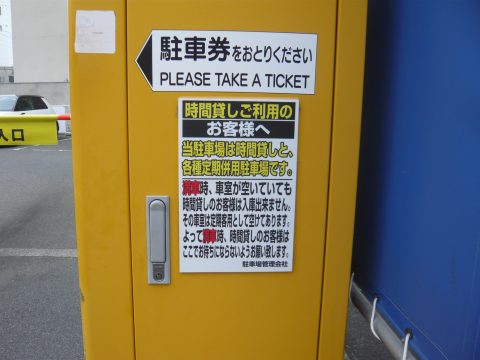 駐車券をおとりください
PLEASE TAKE A TICKET
時間貸しご利用の
お客様へ
当駐車場は時間貸しと、
各種定期併用駐車場です。
満車時、車室が空いていても
時間貸しのお客様は入庫出来ません。
その車室は定期客用として空けてあります。
よって満車時、時間貸しのお客様は
ここでお待ちにならないようお願い致します。
駐車場管理会社
入口